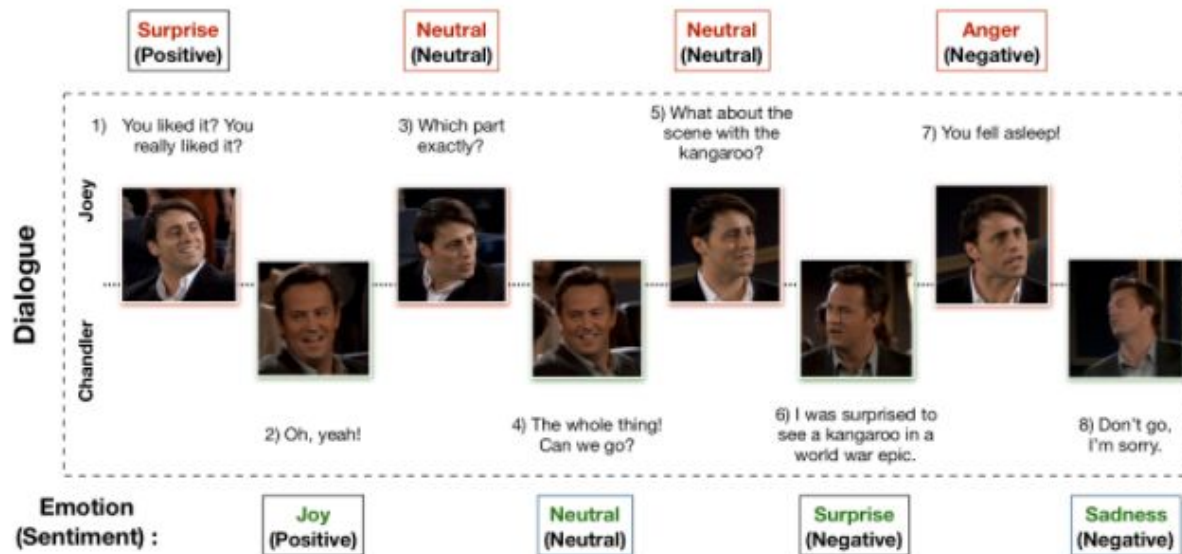 Surprise
(Positive)
Neutral
(Neutral)
Neutral
(Neutral)
Anger
(Negative)
1) You liked it? You
really liked it?
3) Which part
exactly?
5) What about the
scene with the
kangaroo?
7) You fell asleep!
Dialogue
Joey
Chandler
2) Oh, yeah!
4) The whole thing!
Can we go?
6) I was surprised to
see a kangaroo in a
world war epic.
8) Don't go,
I'm sorry.
Emotion
(Sentiment) :
Joy
(Positive)
Neutral
(Neutral)
Surprise
(Negative)
Sadness
(Negative)